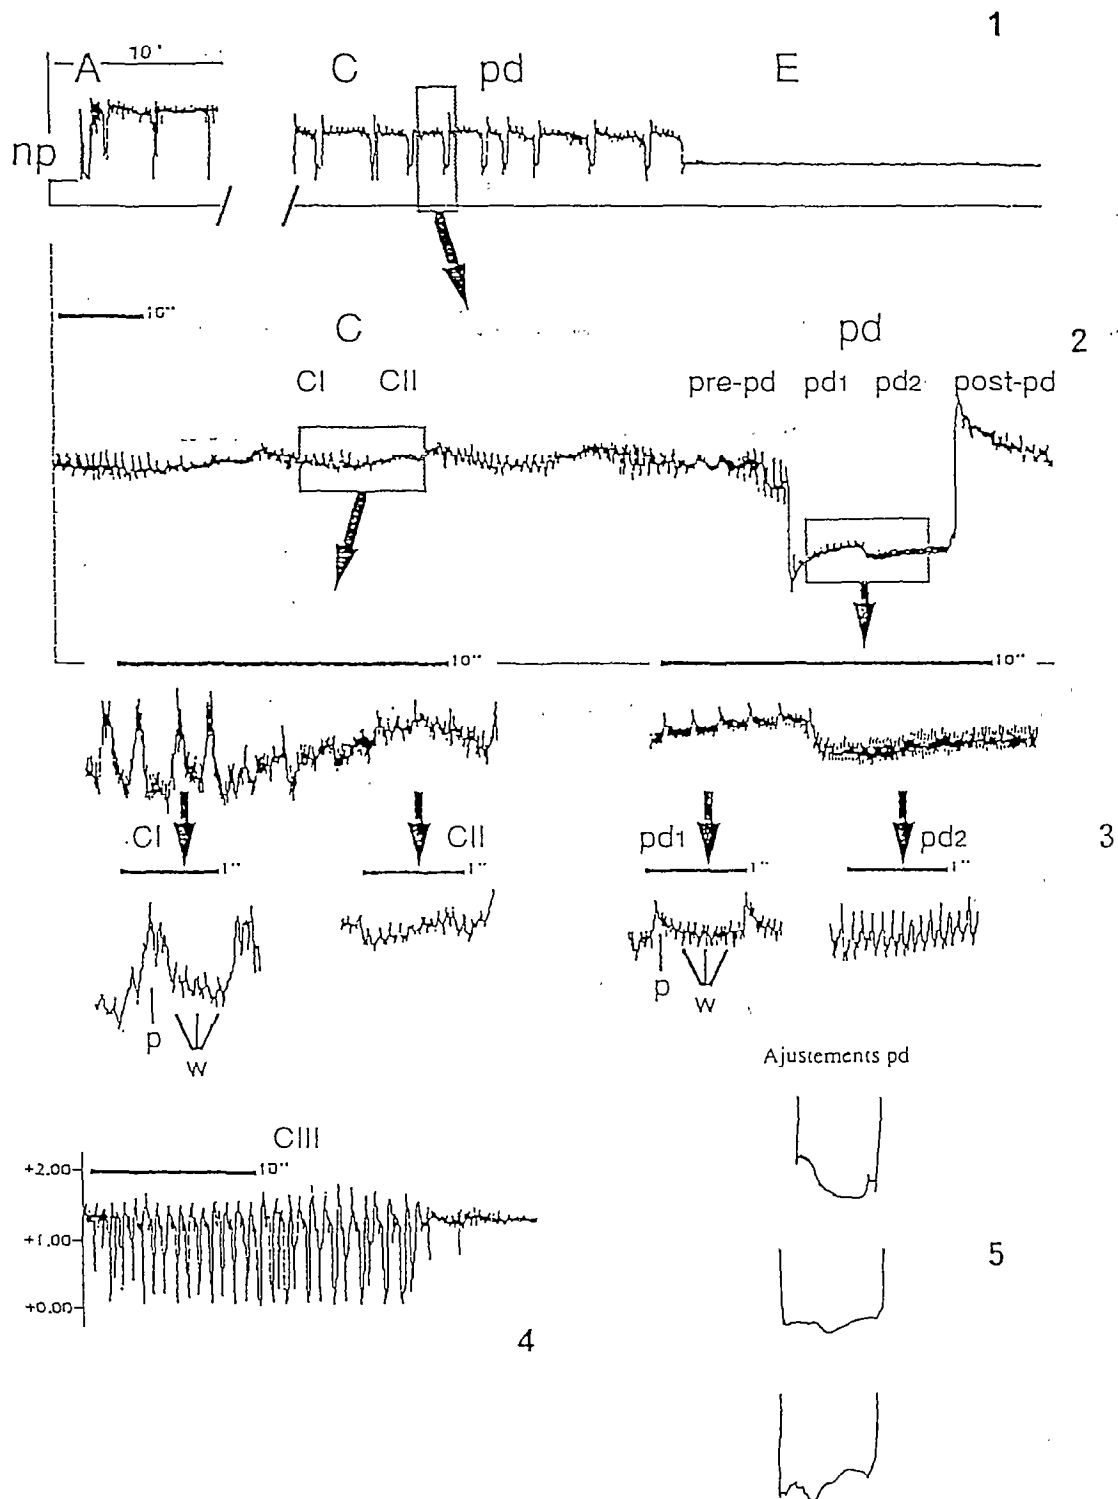 1
10'
A C pd E
np
10''
C pd
2
CI CII pre-pd pd1 pd2 post-pd
10'' 10''
CI CII pd1 pd2
3
1'' 1'' 1'' 1''
p p
w w
Ajustements pd
CIII
10''
+2.00
+1.00
+0.00
5
4